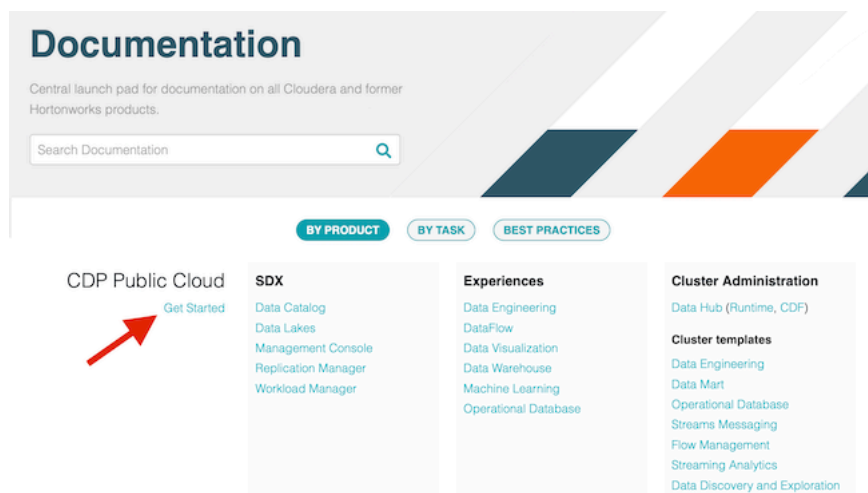 Documentation
Central launch pad for documentation on all Cloudera and former
Hortonworks products.
Search Documentation
BY PRODUCT
BY TASK
BEST PRACTICES
CDP Public Cloud
Get Started
SDX
Data Catalog
Data Lakes
Management Console
Replication Manager
Workload Manager
Experiences
Data Engineering
DataFlow
Data Visualization
Data Warehouse
Machine Learning
Operational Database
Cluster Administration
Data Hub (Runtime, CDF)
Cluster templates
Data Engineering
Data Mart
Operational Database
Streams Messaging
Flow Management
Streaming Analytics
Data Discovery and Exploration